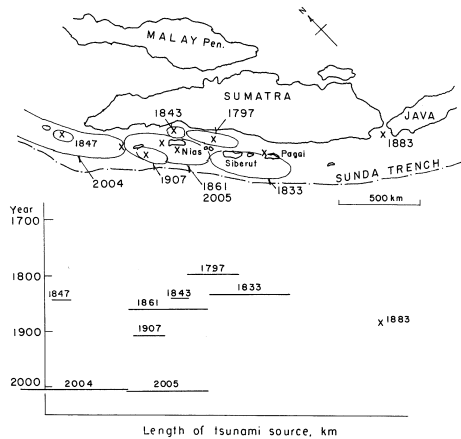 N
MALAY Pen.
SUMATRA
JAVA
1843
1797
1883
1847
Nias
Pagai
Siberut
SUNDA TRENCH
2004
1907
1861
2005
1833
500 km
Year
1700
1797
1800
1847
1843
1833
1861
1883
1900
1907
2000
2004
2005
Length of tsunami source, km